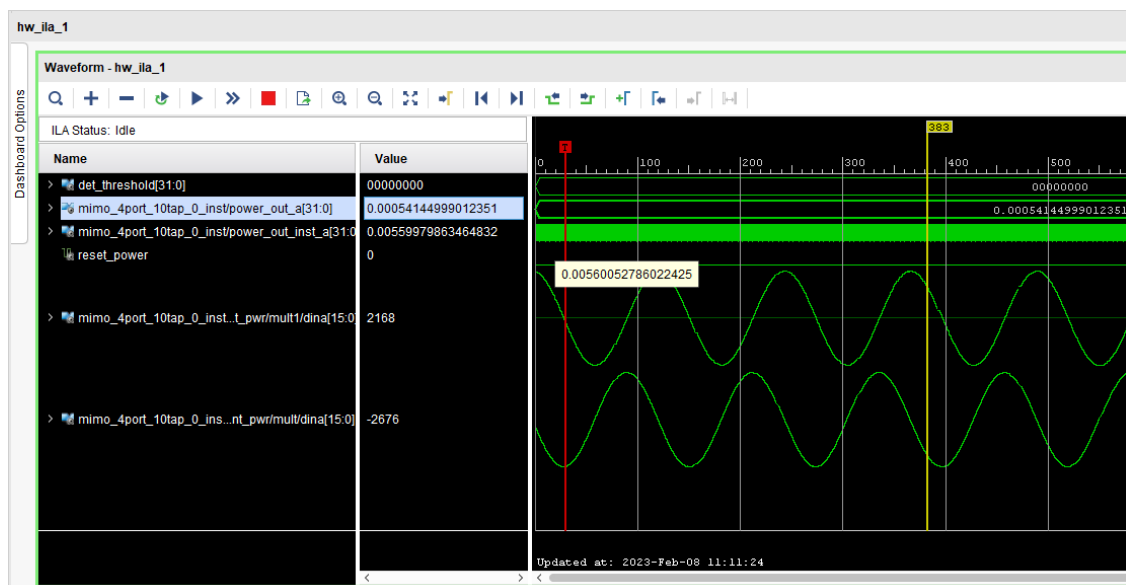 hw_ila_1
Dashboard Options
Waveform - hw_ila_1
ILA Status: Idle
Name Value
383
T
0 100 200 300 400 500
det_threshold[31:0] 00000000 00000000
mimo_4port_10tap_0_inst/power_out_a[31:0] 0.00054144999012351 0.00054144999012351
mimo_4port_10tap_0_inst/power_out_inst_a[31:0 0.00559979863464832
reset_power 0
0.00560052786022425
mimo_4port_10tap_0_inst...t_pwr/mult1/dina[15:0] 2168
mimo_4port_10tap_0_ins...nt_pwr/mult/dina[15:0] -2676
Updated at: 2023-Feb-08 11:11:24